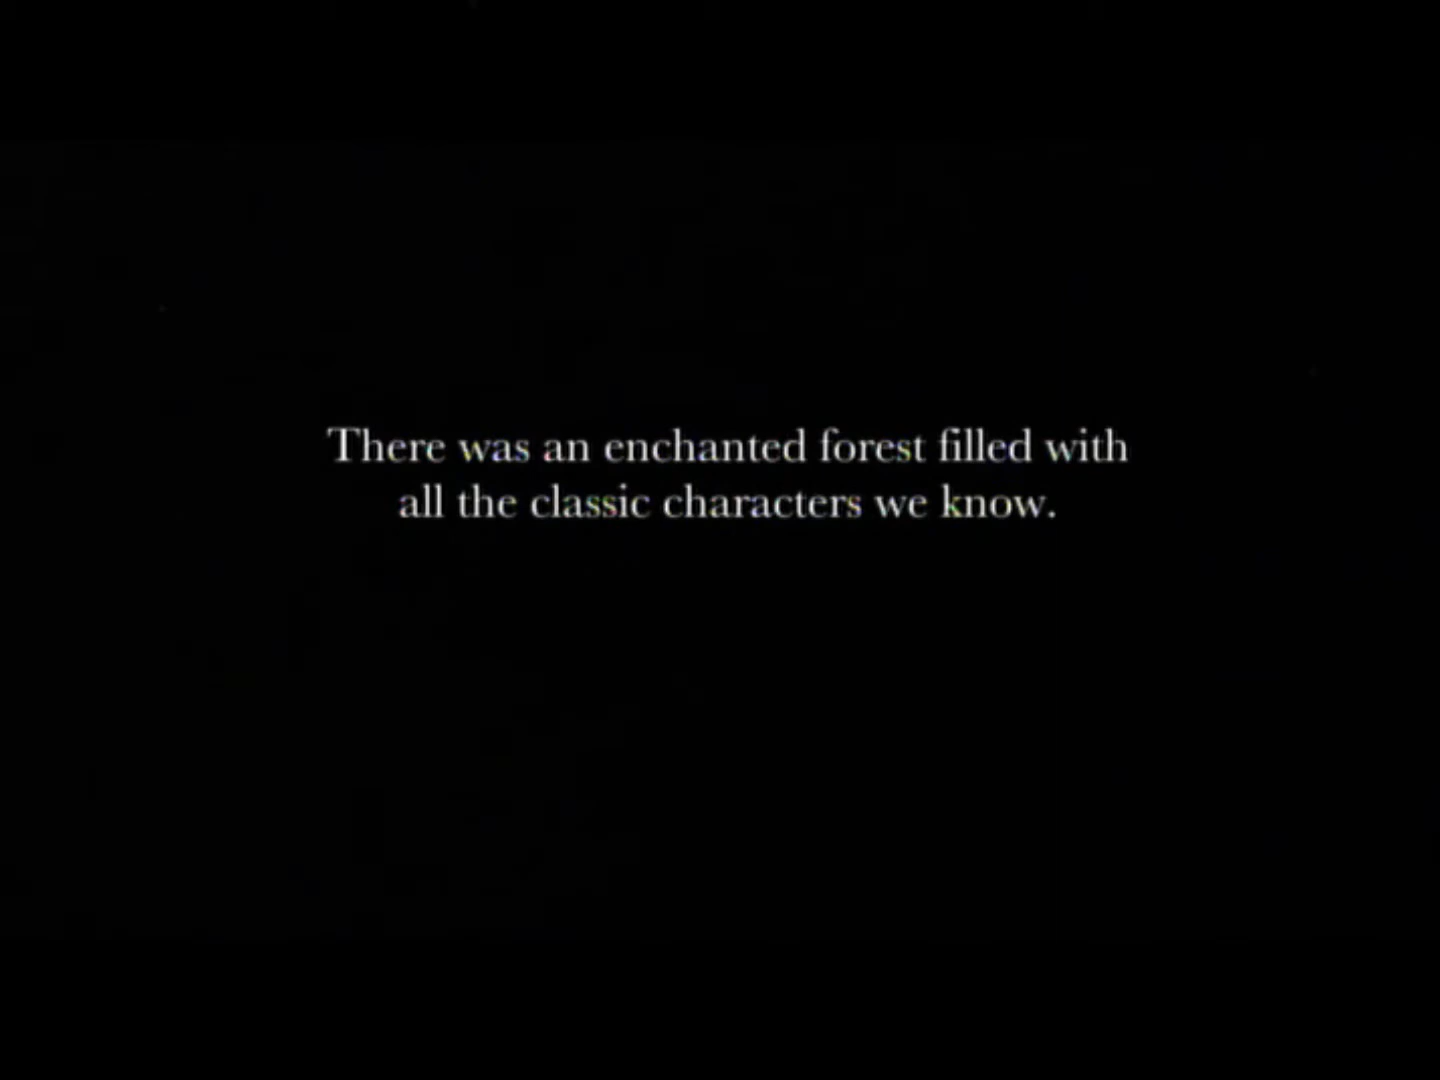 There was an enchanted forest filled with
all the classic characters we know.